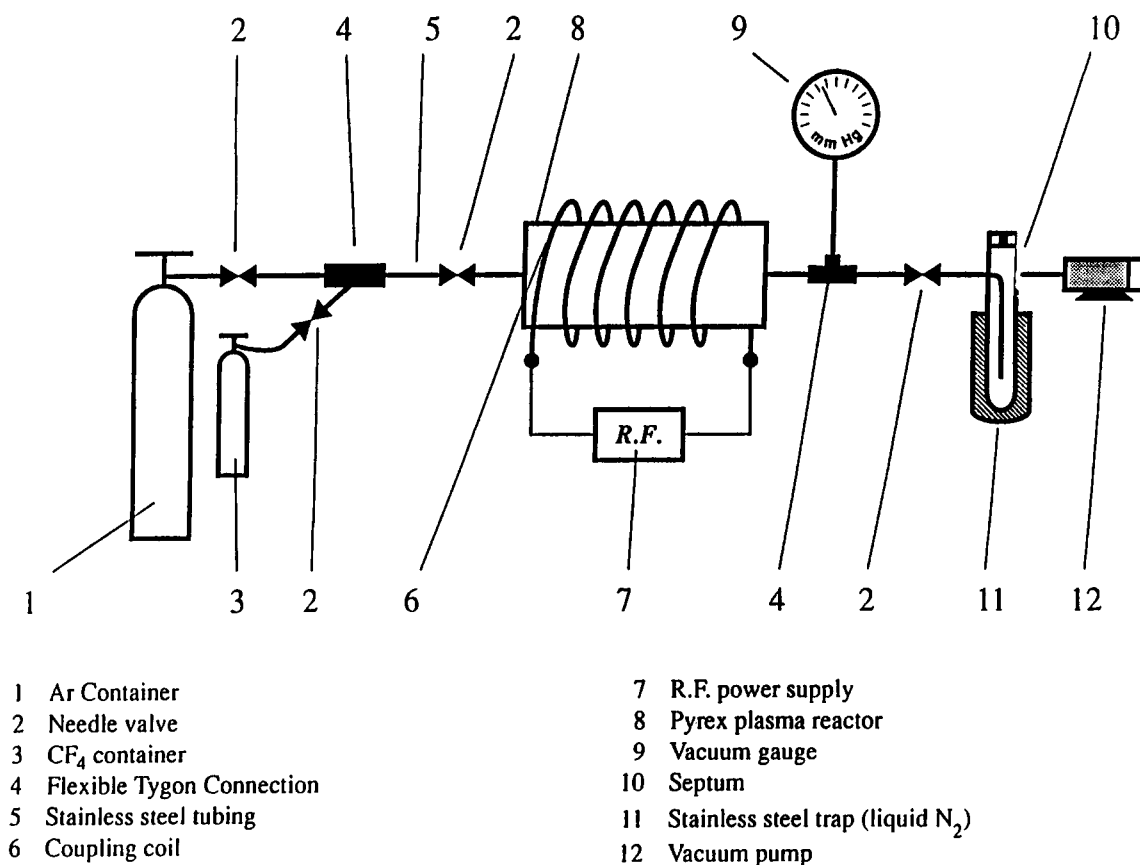 2 4 5 2 8 9 10
mm Hg
R.F.
1 3 2 6 7 4 2 11 12
1 Ar Container
2 Needle valve
3 CF₄ container
4 Flexible Tygon Connection
5 Stainless steel tubing
6 Coupling coil
7 R.F. power supply
8 Pyrex plasma reactor
9 Vacuum gauge
10 Septum
11 Stainless steel trap (liquid N₂)
12 Vacuum pump